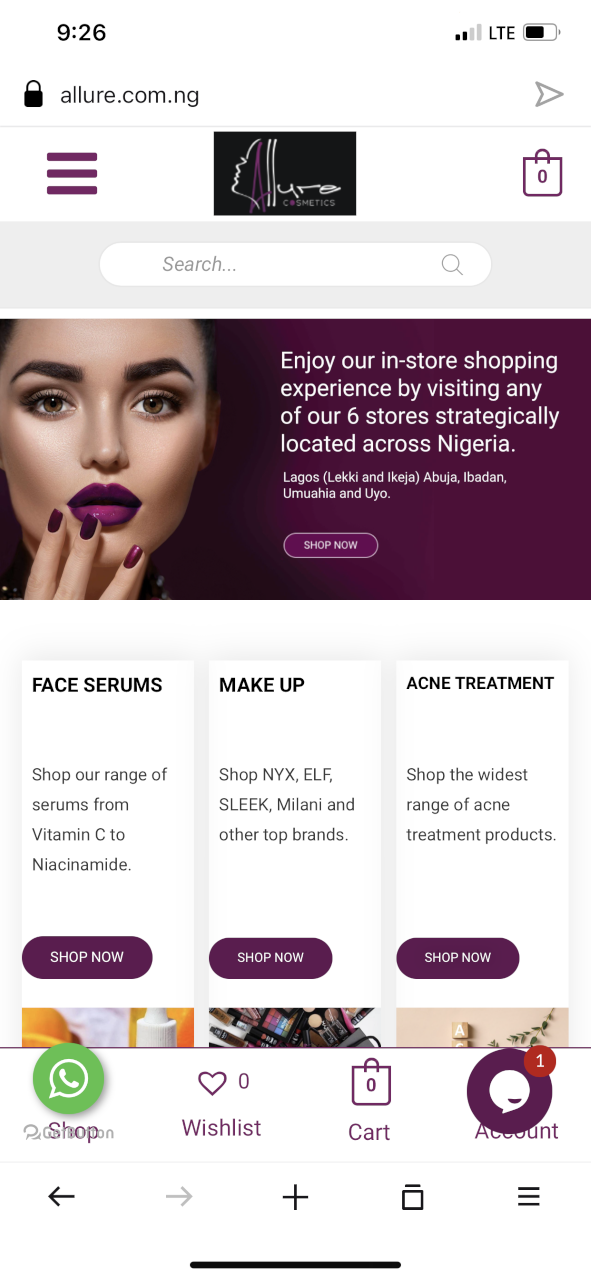 9:26
LTE
allure.com.ng
Allure
COSMETICS
0
Search...
Enjoy our in-store shopping
experience by visiting any
of our 6 stores strategically
located across Nigeria.
Lagos (Lekki and Ikeja) Abuja, Ibadan,
Umuahia and Uyo.
SHOP NOW
FACE SERUMS
Shop our range of
serums from
Vitamin C to
Niacinamide.
SHOP NOW
MAKE UP
Shop NYX, ELF,
SLEEK, Milani and
other top brands.
SHOP NOW
ACNE TREATMENT
Shop the widest
range of acne
treatment products.
SHOP NOW
A
0
0
1
GetButton
Shop
Wishlist
Cart
Account